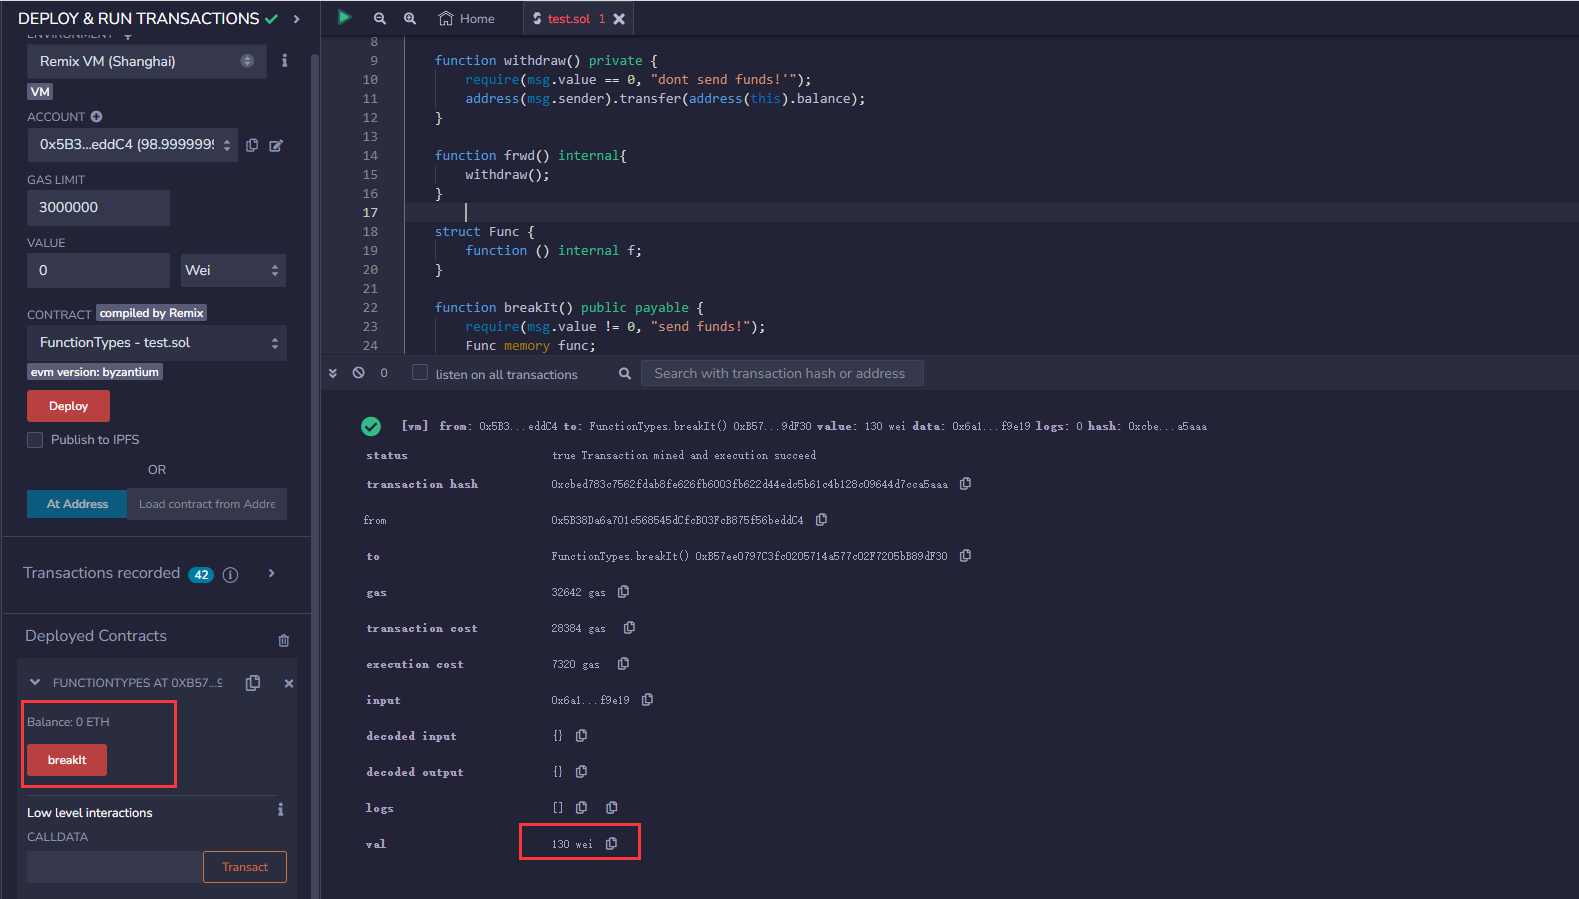 DEPLOY & RUN TRANSACTIONS
ENVIRONMENT
Remix VM (Shanghai)
VM
ACCOUNT
0x5B3...eddC4 (98.9999999
GAS LIMIT
3000000
VALUE
0 Wei
CONTRACT compiled by Remix
FunctionTypes - test.sol
evm version: byzantium
Deploy
Publish to IPFS
OR
At Address Load contract from Addre
Transactions recorded 42
Deployed Contracts
FUNCTIONTYPES AT 0XB57...9
Balance: 0 ETH
breakIt
Low level interactions
CALLDATA
Transact
Home test.sol 1
8
9 function withdraw() private {
10 require(msg.value == 0, "dont send funds!'");
11 address(msg.sender).transfer(address(this).balance);
12 }
13
14 function frwd() internal{
15 withdraw();
16 }
17
18 struct Func {
19 function () internal f;
20 }
21
22 function breakIt() public payable {
23 require(msg.value != 0, "send funds!");
24 Func memory func;
0 listen on all transactions Search with transaction hash or address
[vm] from: 0x5B3...eddC4 to: FunctionTypes.breakIt() 0xB57...9dF30 value: 130 wei data: 0x6a1...f9e19 logs: 0 hash: 0xcbe...a5aaa
status true Transaction mined and execution succeed
transaction hash 0xcbed783c7562fdab8fe626fb6003fb622d44edc5b61c4b128c09644d7cca5aaa
from 0x5B38Da6a701c568545dCfcB03FcB875f56beddC4
to FunctionTypes.breakIt() 0xB57ee0797C3fc0205714a577c02F7205bB89dF30
gas 32642 gas
transaction cost 28384 gas
execution cost 7320 gas
input 0x6a1...f9e19
decoded input {}
decoded output {}
logs []
val 130 wei